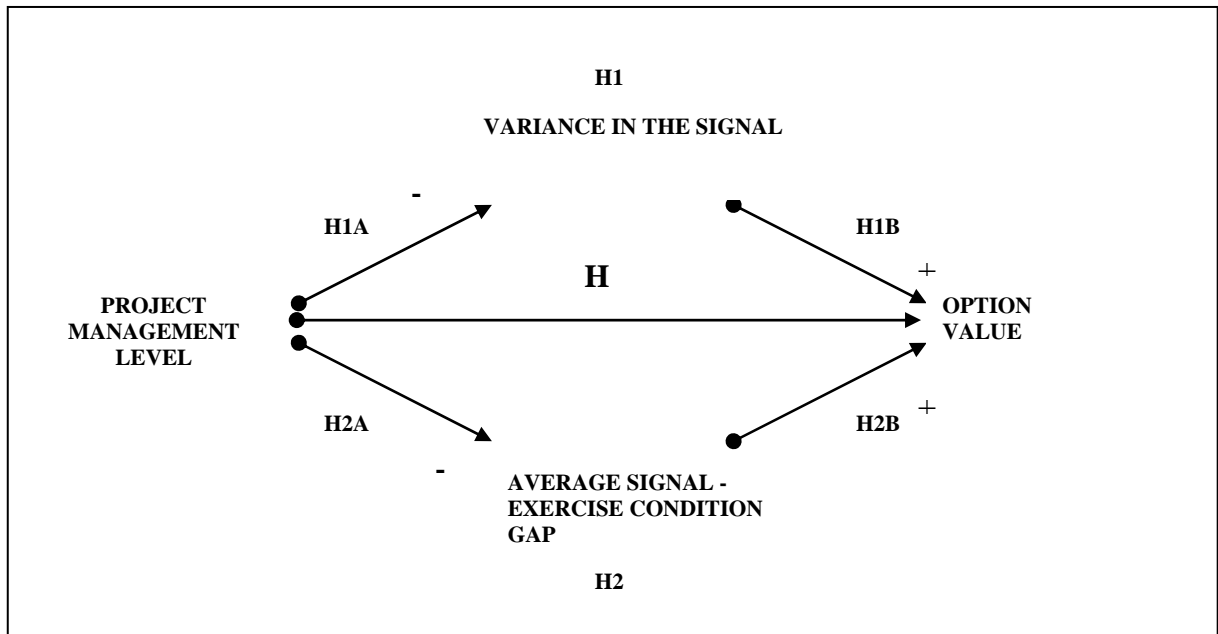 H1
VARIANCE IN THE SIGNAL
-
H1A
H1B
H
+
PROJECT
MANAGEMENT
LEVEL
OPTION
VALUE
H2A
H2B
+
-
AVERAGE SIGNAL -
EXERCISE CONDITION
GAP
H2